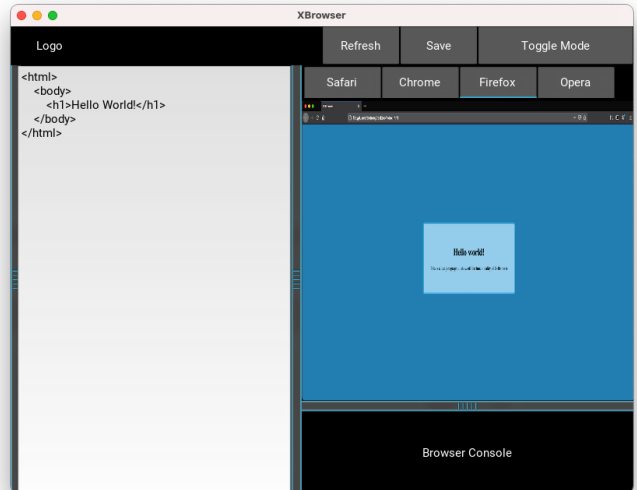 XBrowser
Logo
Refresh
Save
Toggle Mode
<html>
<body>
<h1>Hello World!</h1>
</body>
</html>
Safari
Chrome
Firefox
Opera
Hello world!
Browser Console